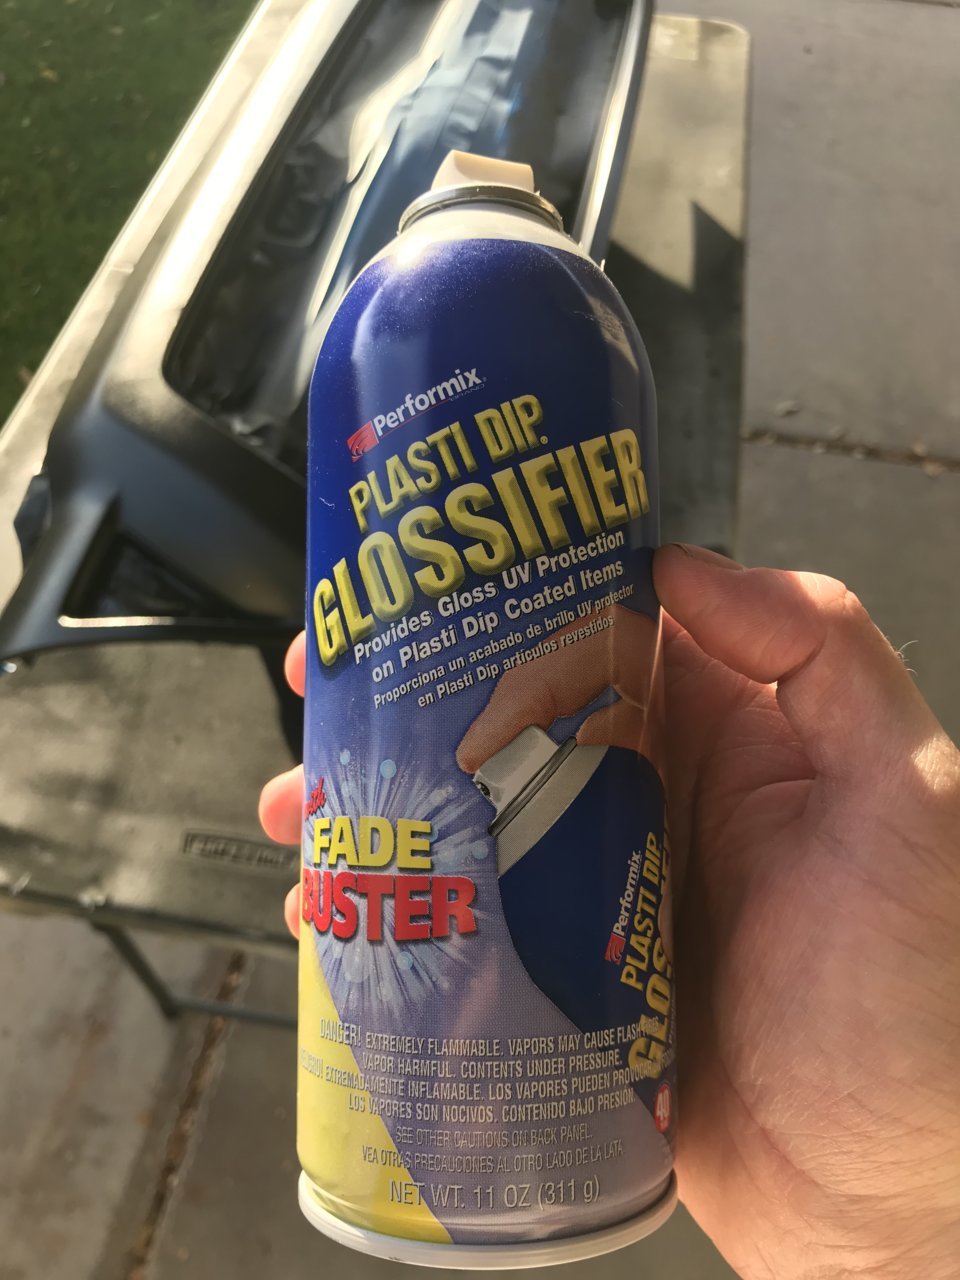 Performix
BRAND
PLASTI DIP®
GLOSSIFIER
Provides Gloss UV Protection
on Plasti Dip Coated Items
Proporciona un acabado de brillo UV protector
en Plasti Dip artículos revestidos
with
FADE
BUSTER
Performix
PLASTI DIP
DANGER! EXTREMELY FLAMMABLE. VAPORS MAY CAUSE FLASH
VAPOR HARMFUL. CONTENTS UNDER PRESSURE.
EXTREMADAMENTE INFLAMABLE. LOS VAPORES PUEDEN
LOS VAPORES SON NOCIVOS. CONTENIDO BAJO PRESIÓN.
SEE OTHER CAUTIONS ON BACK PANEL.
VEA OTRAS PRECAUCIONES AL OTRO LADO DE LA LATA.
NET WT. 11 OZ (311 g)